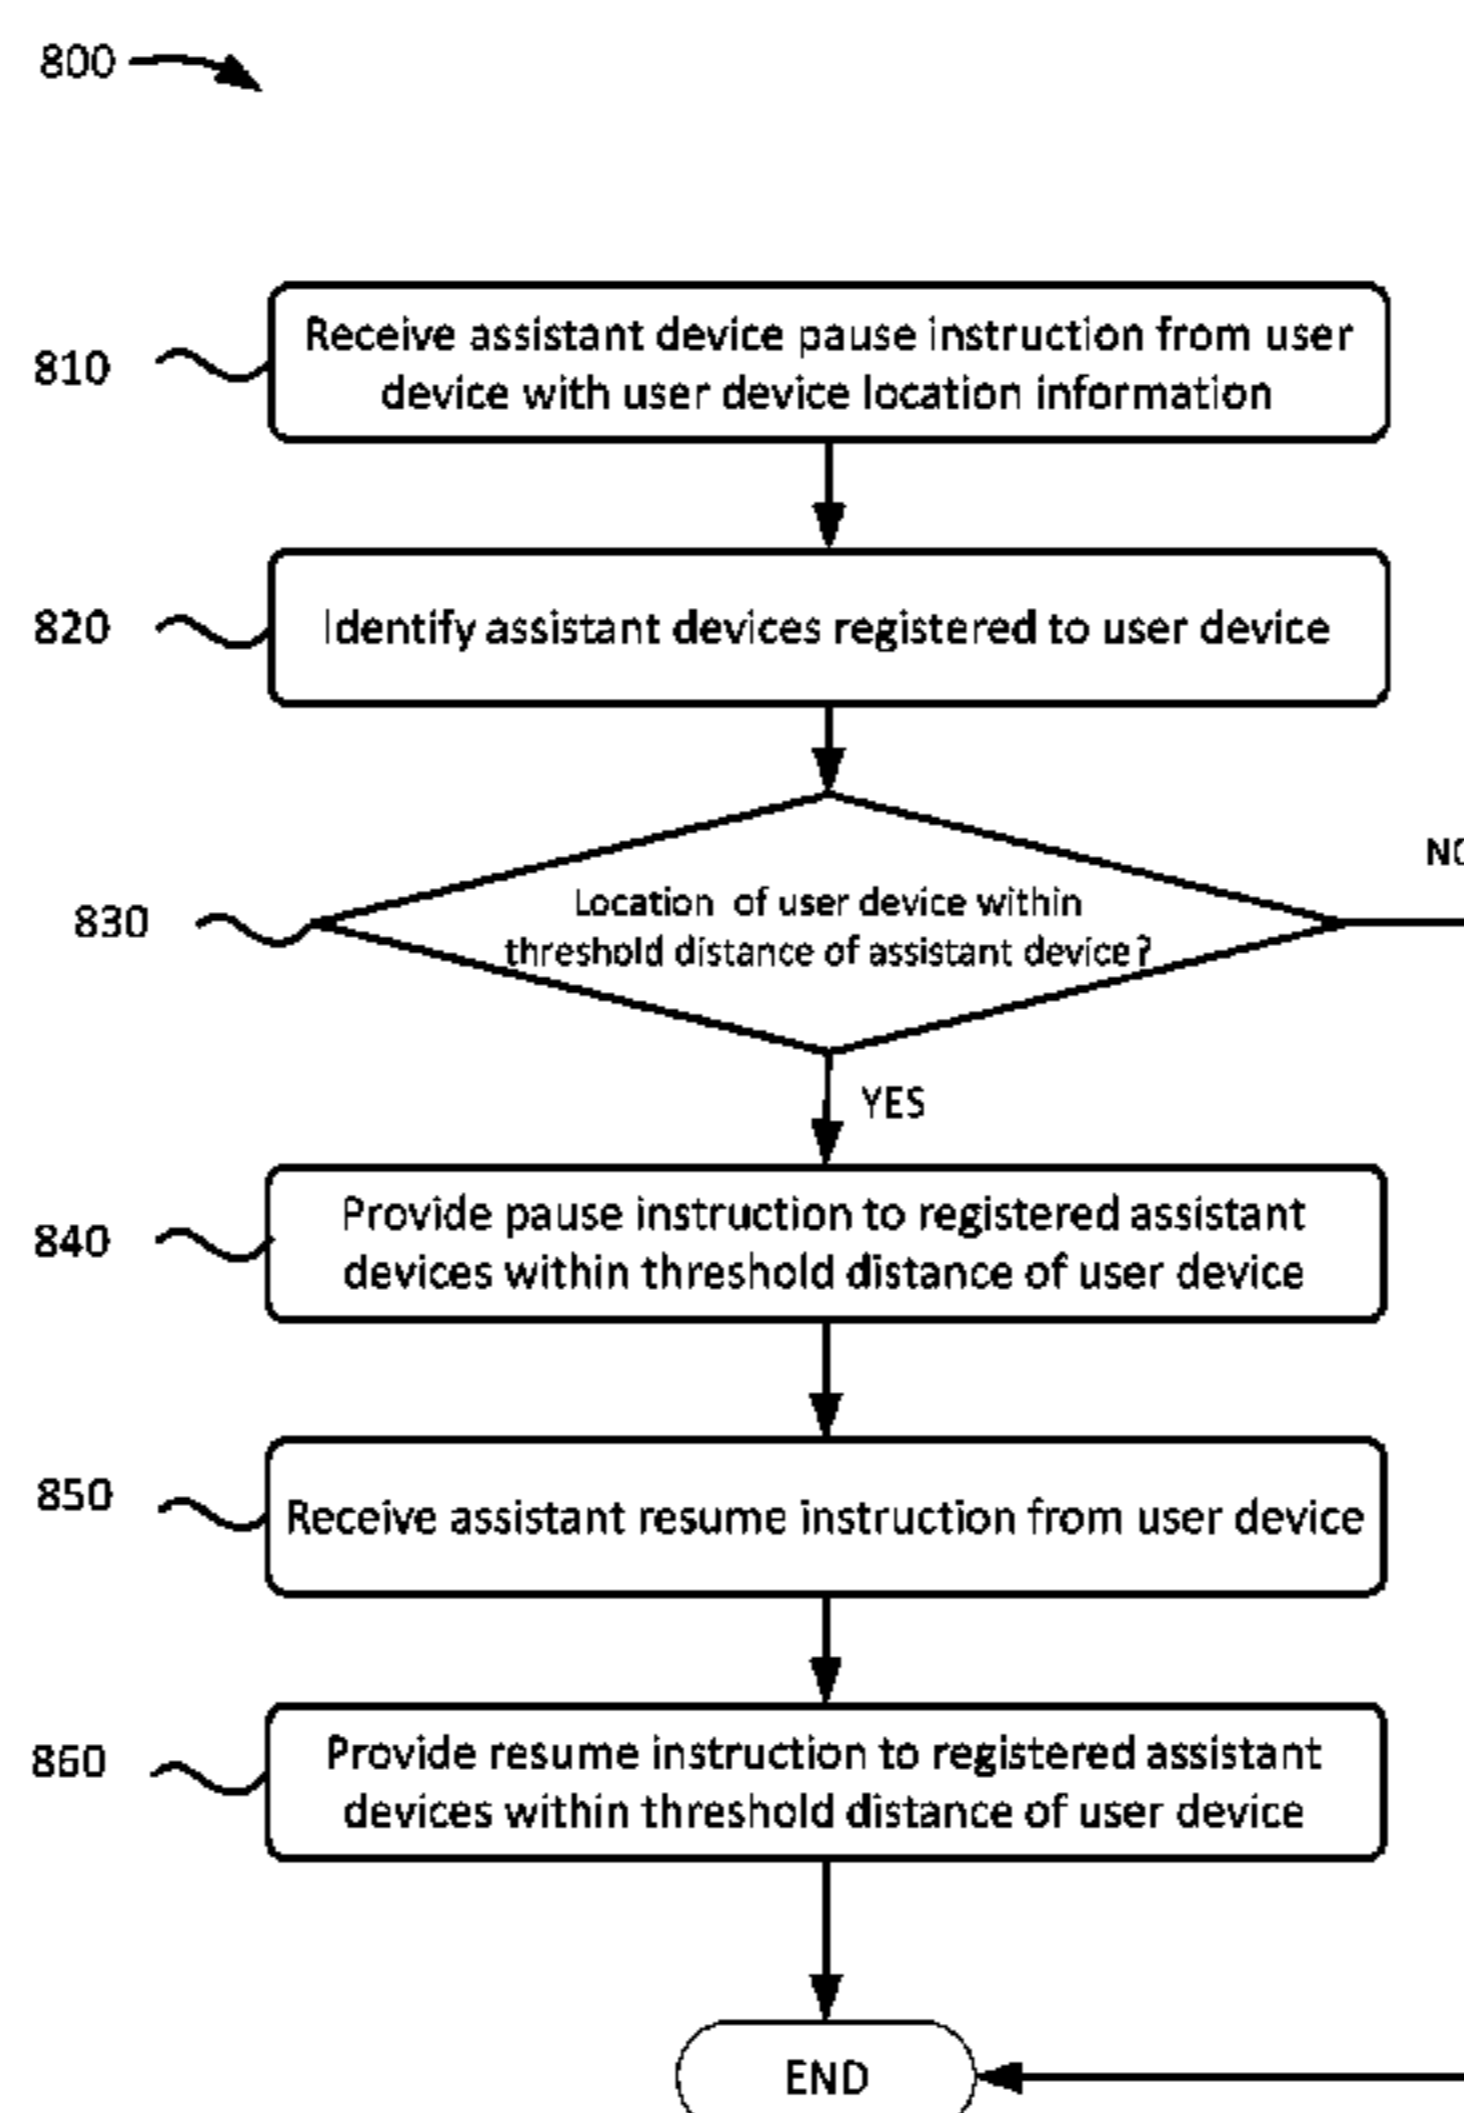 800
810
Receive assistant device pause instruction from user
device with user device location information
820
Identify assistant devices registered to user device
830
Location of user device within
threshold distance of assistant device?
YES
840
Provide pause instruction to registered assistant
devices within threshold distance of user device
850
Receive assistant resume instruction from user device
860
Provide resume instruction to registered assistant
devices within threshold distance of user device
END